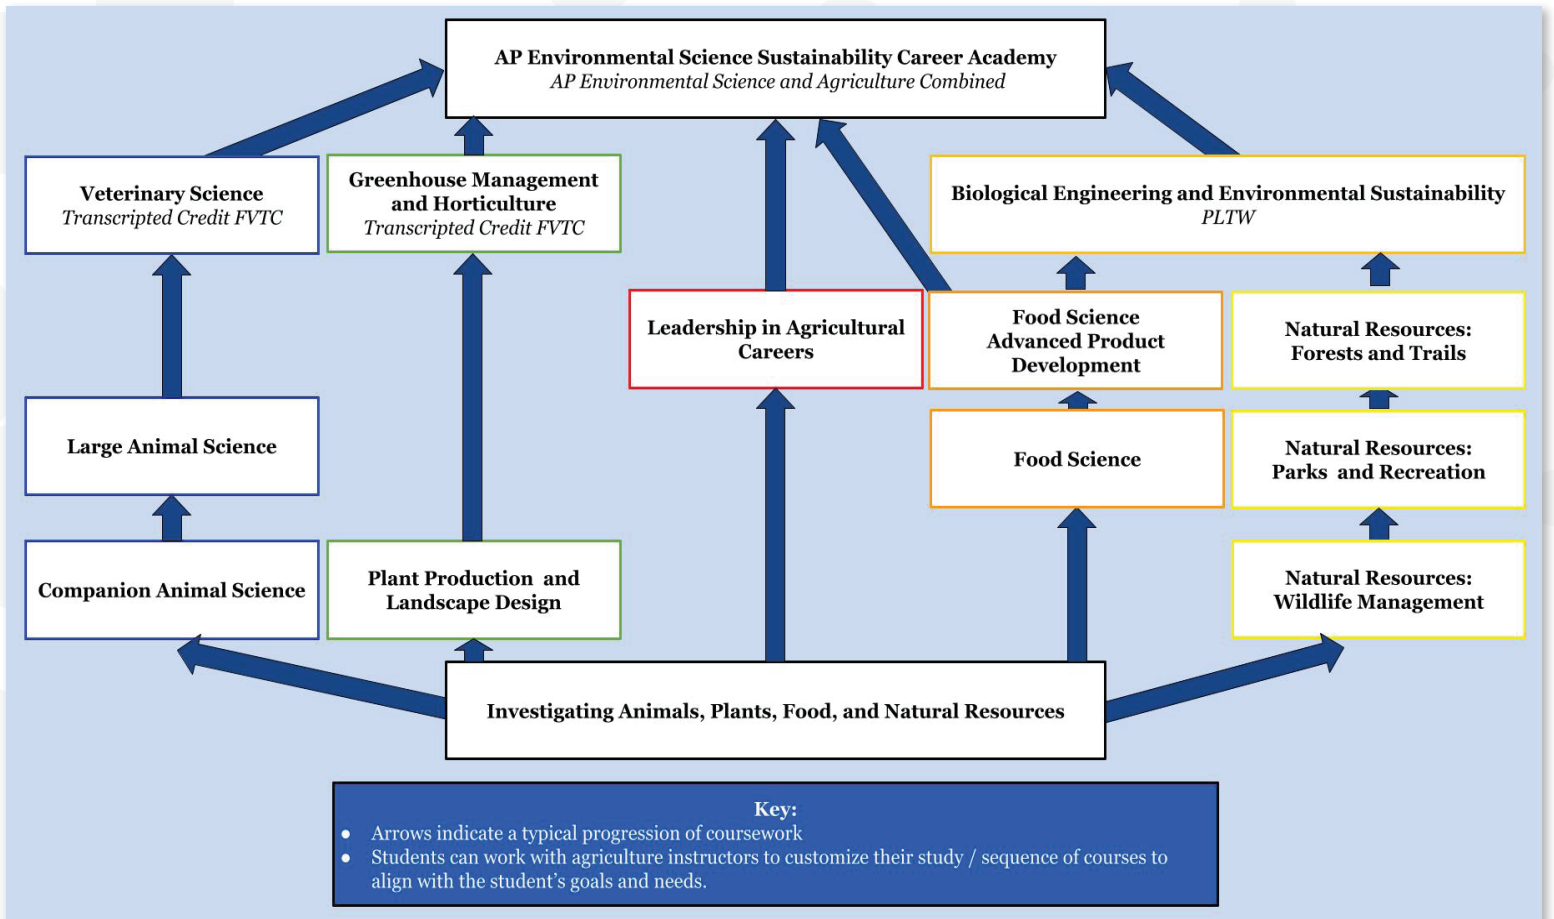 AP Environmental Science Sustainability Career Academy
AP Environmental Science and Agriculture Combined
Veterinary Science
Transcripted Credit FVTC
Greenhouse Management
and Horticulture
Transcripted Credit FVTC
Biological Engineering and Environmental Sustainability
PLTW
Leadership in Agricultural
Careers
Food Science
Advanced Product
Development
Natural Resources:
Forests and Trails
Large Animal Science
Food Science
Natural Resources:
Parks and Recreation
Companion Animal Science
Plant Production and
Landscape Design
Natural Resources:
Wildlife Management
Investigating Animals, Plants, Food, and Natural Resources
Key:
● Arrows indicate a typical progression of coursework
● Students can work with agriculture instructors to customize their study / sequence of courses to
align with the student's goals and needs.